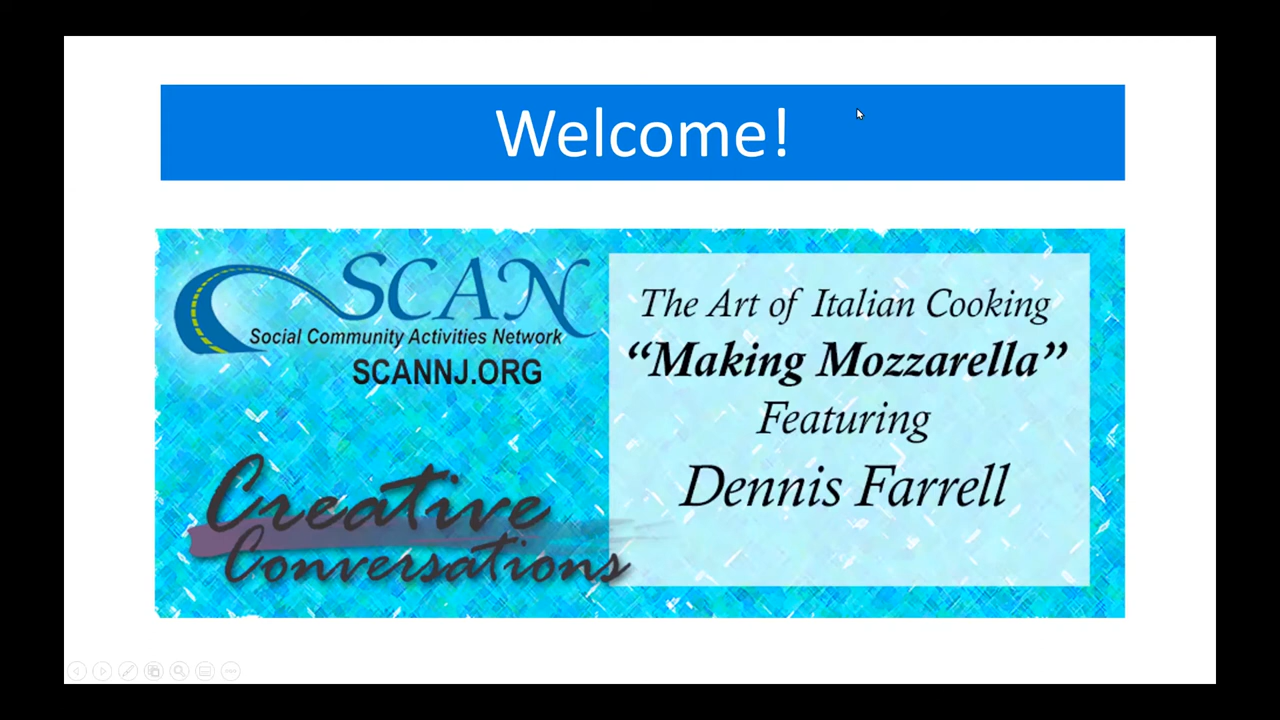 Welcome!
SCAN
Social Community Activities Network
SCANNJ.ORG
Creative
Conversations
The Art of Italian Cooking
“Making Mozzarella”
Featuring
Dennis Farrell